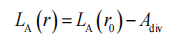 L_A(r) = L_A(r_0) − A_div